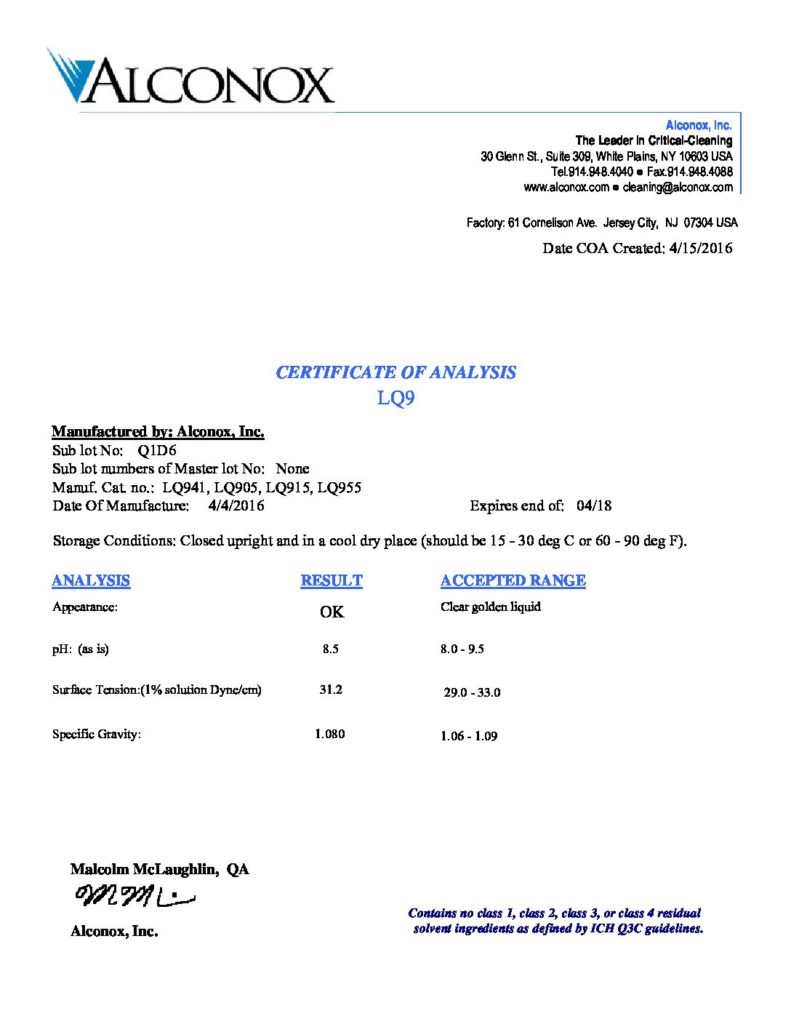 ALCONOX
Alconox, Inc.
The Leader in Critical-Cleaning
30 Glenn St., Suite 309, White Plains, NY 10603 USA
Tel.914.948.4040 ● Fax.914.948.4088
www.alconox.com ● cleaning@alconox.com
Factory: 61 Cornelison Ave. Jersey City, NJ 07304 USA
Date COA Created: 4/15/2016
CERTIFICATE OF ANALYSIS
LQ9
Manufactured by: Alconox, Inc.
Sub lot No: Q1D6
Sub lot numbers of Master lot No: None
Manuf. Cat. no.: LQ941, LQ905, LQ915, LQ955
Date Of Manufacture: 4/4/2016 Expires end of: 04/18
Storage Conditions: Closed upright and in a cool dry place (should be 15 - 30 deg C or 60 - 90 deg F).
ANALYSIS RESULT ACCEPTED RANGE
Appearance: OK Clear golden liquid
pH: (as is) 8.5 8.0 - 9.5
Surface Tension:(1% solution Dyne/cm) 31.2 29.0 - 33.0
Specific Gravity: 1.080 1.06 - 1.09
Malcolm McLaughlin, QA
Alconox, Inc.
Contains no class 1, class 2, class 3, or class 4 residual
solvent ingredients as defined by ICH Q3C guidelines.